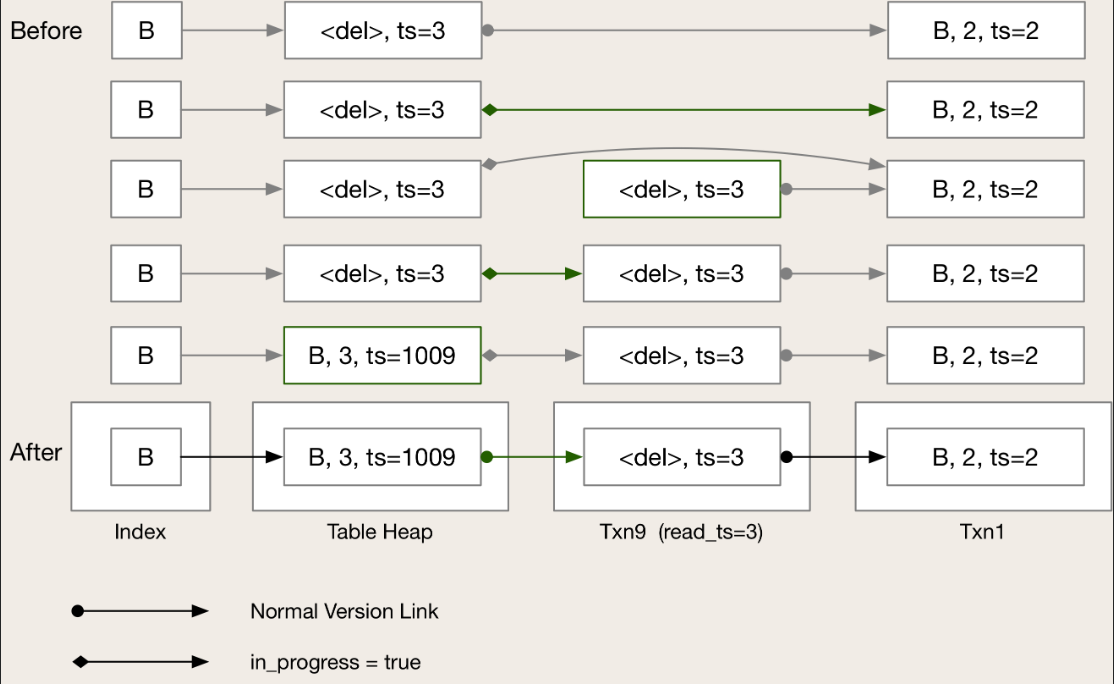 Before B <del>, ts=3 B, 2, ts=2
B <del>, ts=3 B, 2, ts=2
B <del>, ts=3 <del>, ts=3 B, 2, ts=2
B <del>, ts=3 <del>, ts=3 B, 2, ts=2
B B, 3, ts=1009 <del>, ts=3 B, 2, ts=2
After B B, 3, ts=1009 <del>, ts=3 B, 2, ts=2
Index Table Heap Txn9 (read_ts=3) Txn1
Normal Version Link
in_progress = true